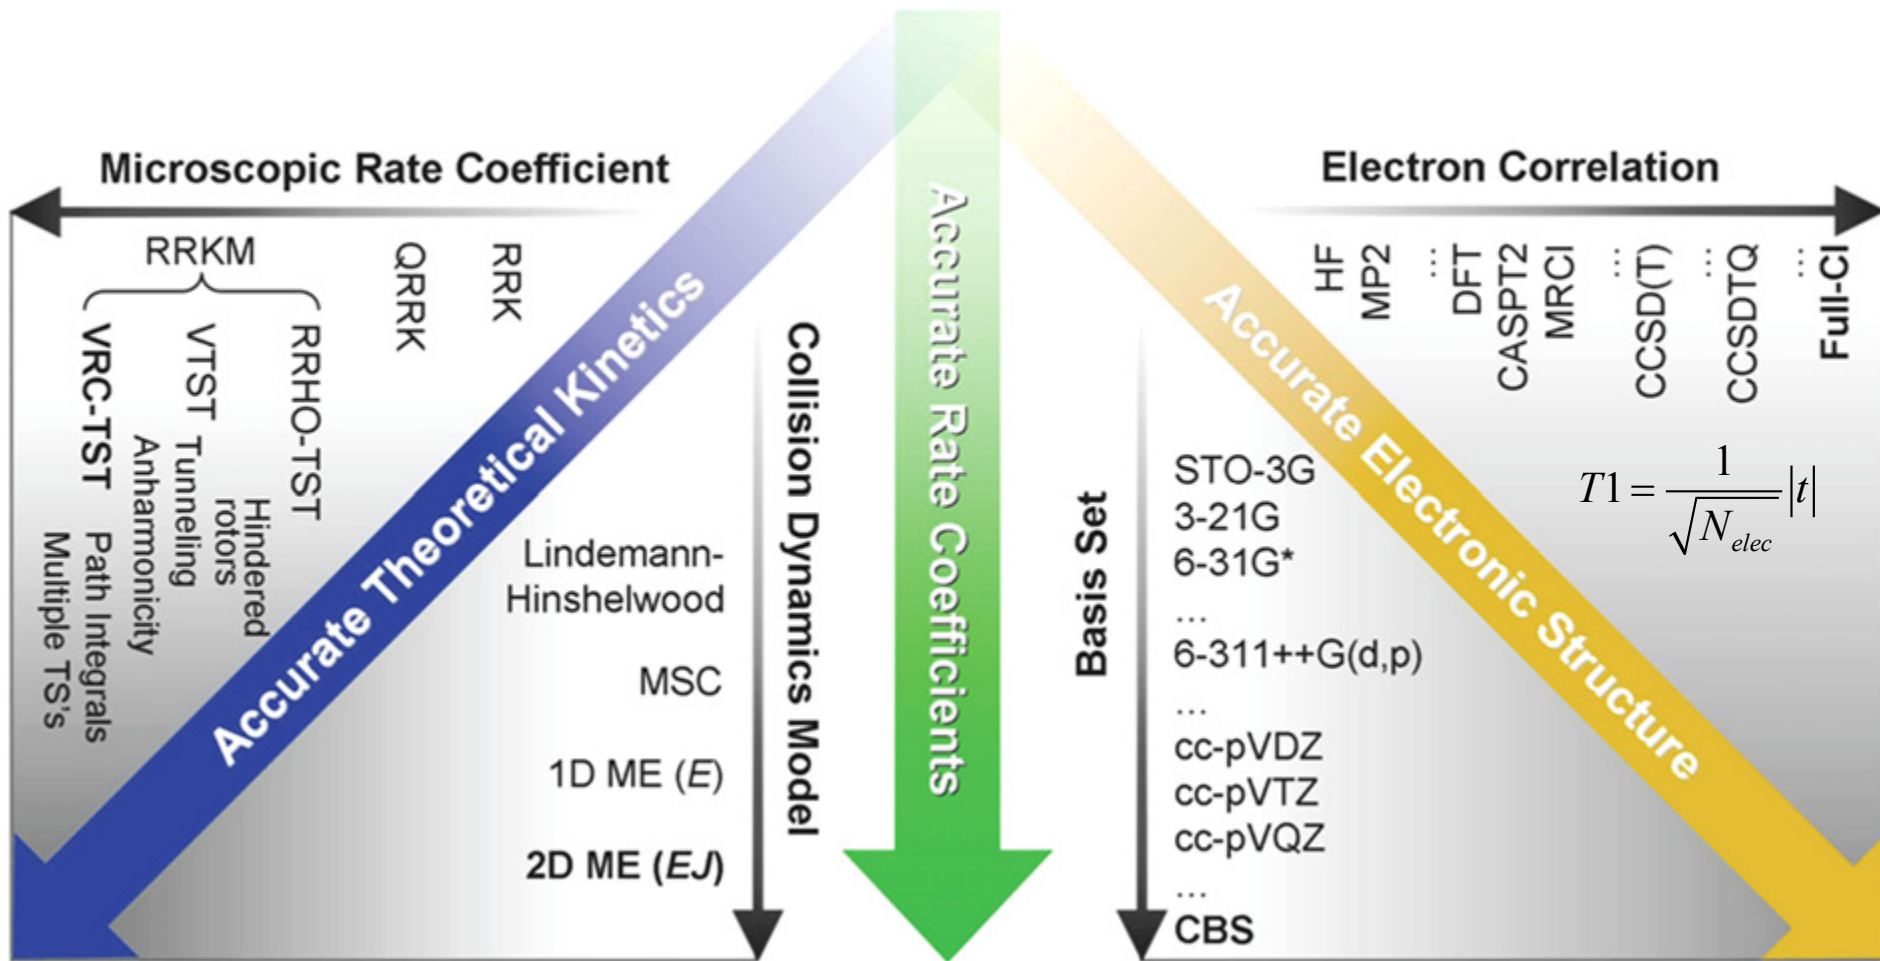 Microscopic Rate Coefficient
RRKM
QRRK
RRK
RRHO-TST
Hindered
rotors
VTST
Tunneling
Anharmonicity
VRC-TST
Path Integrals
Multiple TS's
Accurate Theoretical Kinetics
Collision Dynamics Model
Lindemann-
Hinshelwood
MSC
1D ME (E)
2D ME (EJ)
Accurate Rate Coefficients
Electron Correlation
HF
MP2
...
DFT
CASPT2
MRCI
...
CCSD(T)
...
CCSDTQ
...
Full-CI
Accurate Electronic Structure
T1 = 1/√N_elec |t|
Basis Set
STO-3G
3-21G
6-31G*
...
6-311++G(d,p)
...
cc-pVDZ
cc-pVTZ
cc-pVQZ
...
CBS